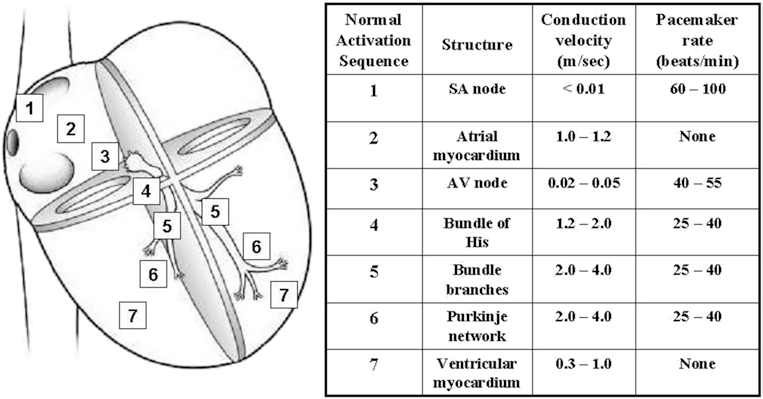 1
2
3
4
5
5
6
6
7
7
Normal Activation Sequence | Structure | Conduction velocity (m/sec) | Pacemaker rate (beats/min)
1 | SA node | < 0.01 | 60 – 100
2 | Atrial myocardium | 1.0 – 1.2 | None
3 | AV node | 0.02 – 0.05 | 40 – 55
4 | Bundle of His | 1.2 – 2.0 | 25 – 40
5 | Bundle branches | 2.0 – 4.0 | 25 – 40
6 | Purkinje network | 2.0 – 4.0 | 25 – 40
7 | Ventricular myocardium | 0.3 – 1.0 | None